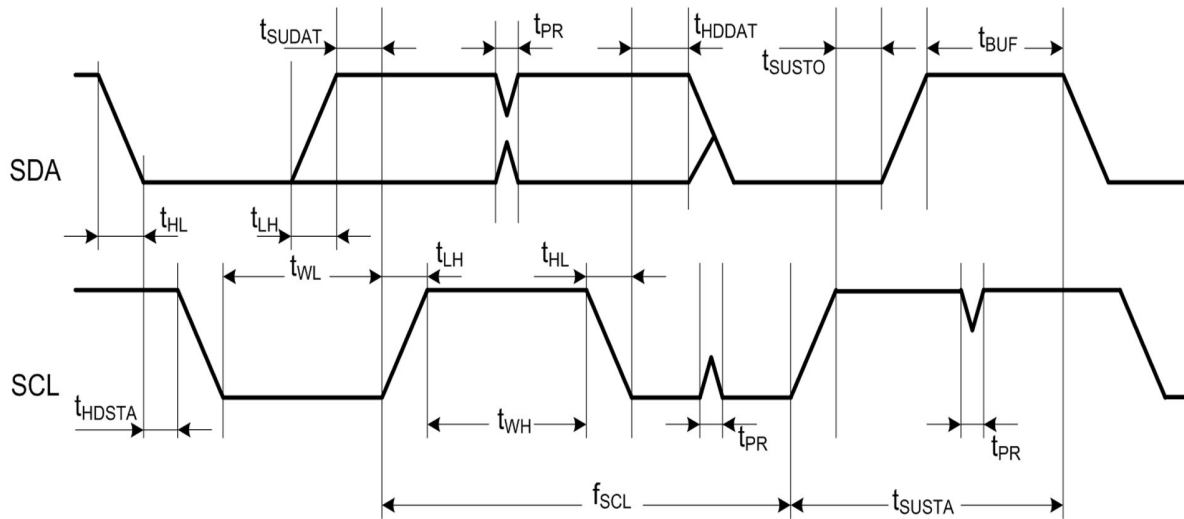 tSUDAT
tPR
tHDDAT
tSUSTO
tBUF
SDA
tHL
tLH
tWL
tLH
tHL
SCL
tHDSTA
tWH
tPR
tPR
fSCL
tSUSTA